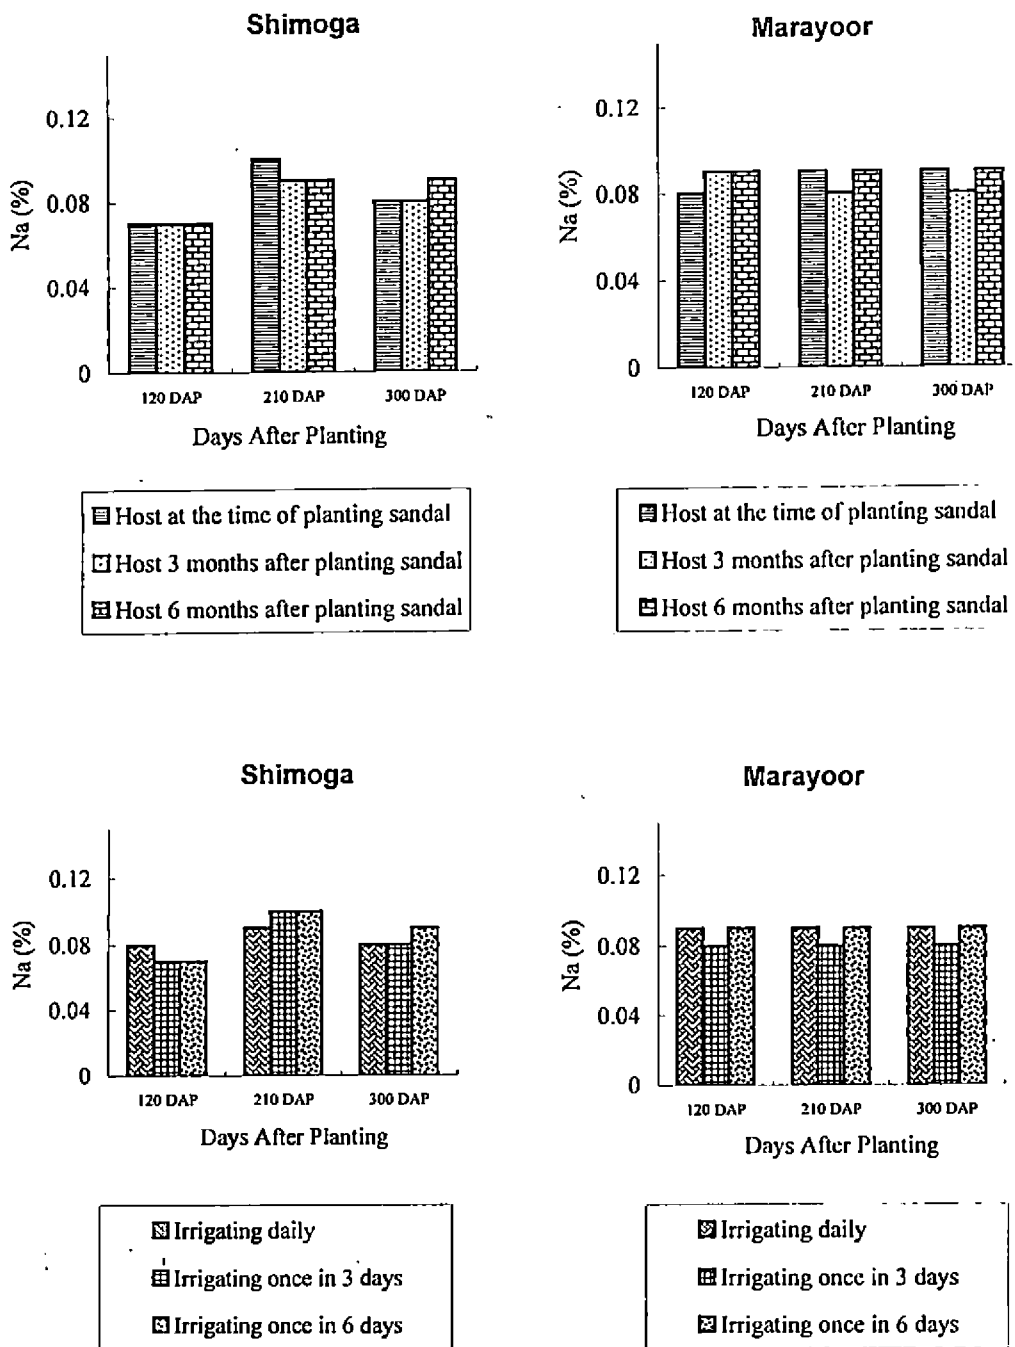 Shimoga
Na (%)
0.12
0.08
0.04
0
120 DAP 210 DAP 300 DAP
Days After Planting
Host at the time of planting sandal
Host 3 months after planting sandal
Host 6 months after planting sandal
Marayoor
Na (%)
0.12
0.08
0.04
0
120 DAP 210 DAP 300 DAP
Days After Planting
Host at the time of planting sandal
Host 3 months after planting sandal
Host 6 months after planting sandal
Shimoga
Na (%)
0.12
0.08
0.04
0
120 DAP 210 DAP 300 DAP
Days After Planting
Irrigating daily
Irrigating once in 3 days
Irrigating once in 6 days
Marayoor
Na (%)
0.12
0.08
0.04
0
120 DAP 210 DAP 300 DAP
Days After Planting
Irrigating daily
Irrigating once in 3 days
Irrigating once in 6 days